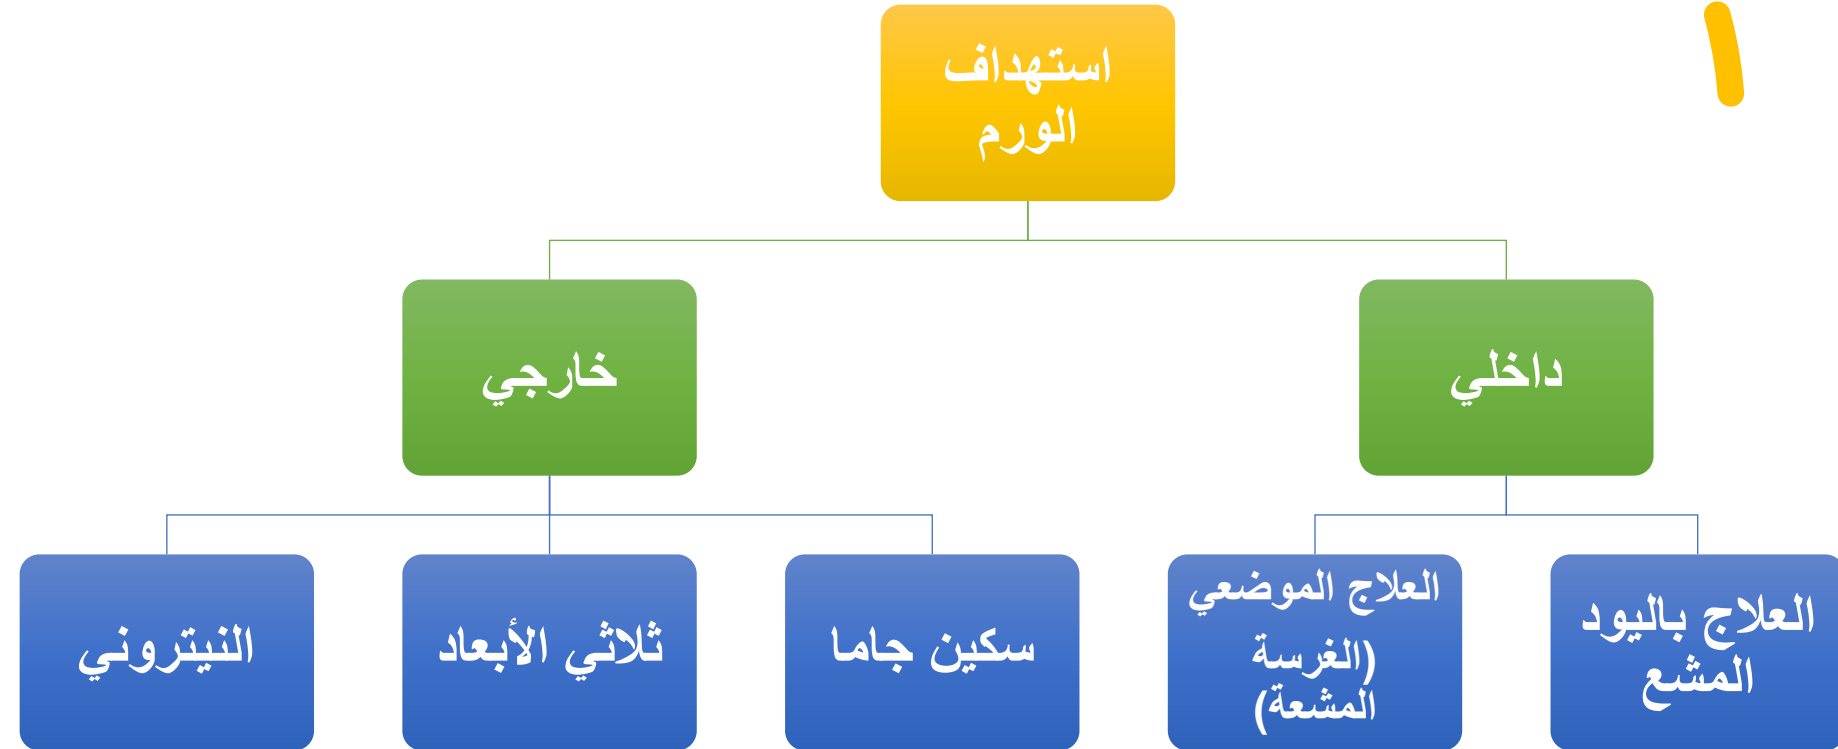 ١
استهداف
الورم
داخلي
خارجي
العلاج باليود
المشع
العلاج الموضعي
(الغرسة
المشعة)
سكين جاما
ثلاثي الأبعاد
النيتروني